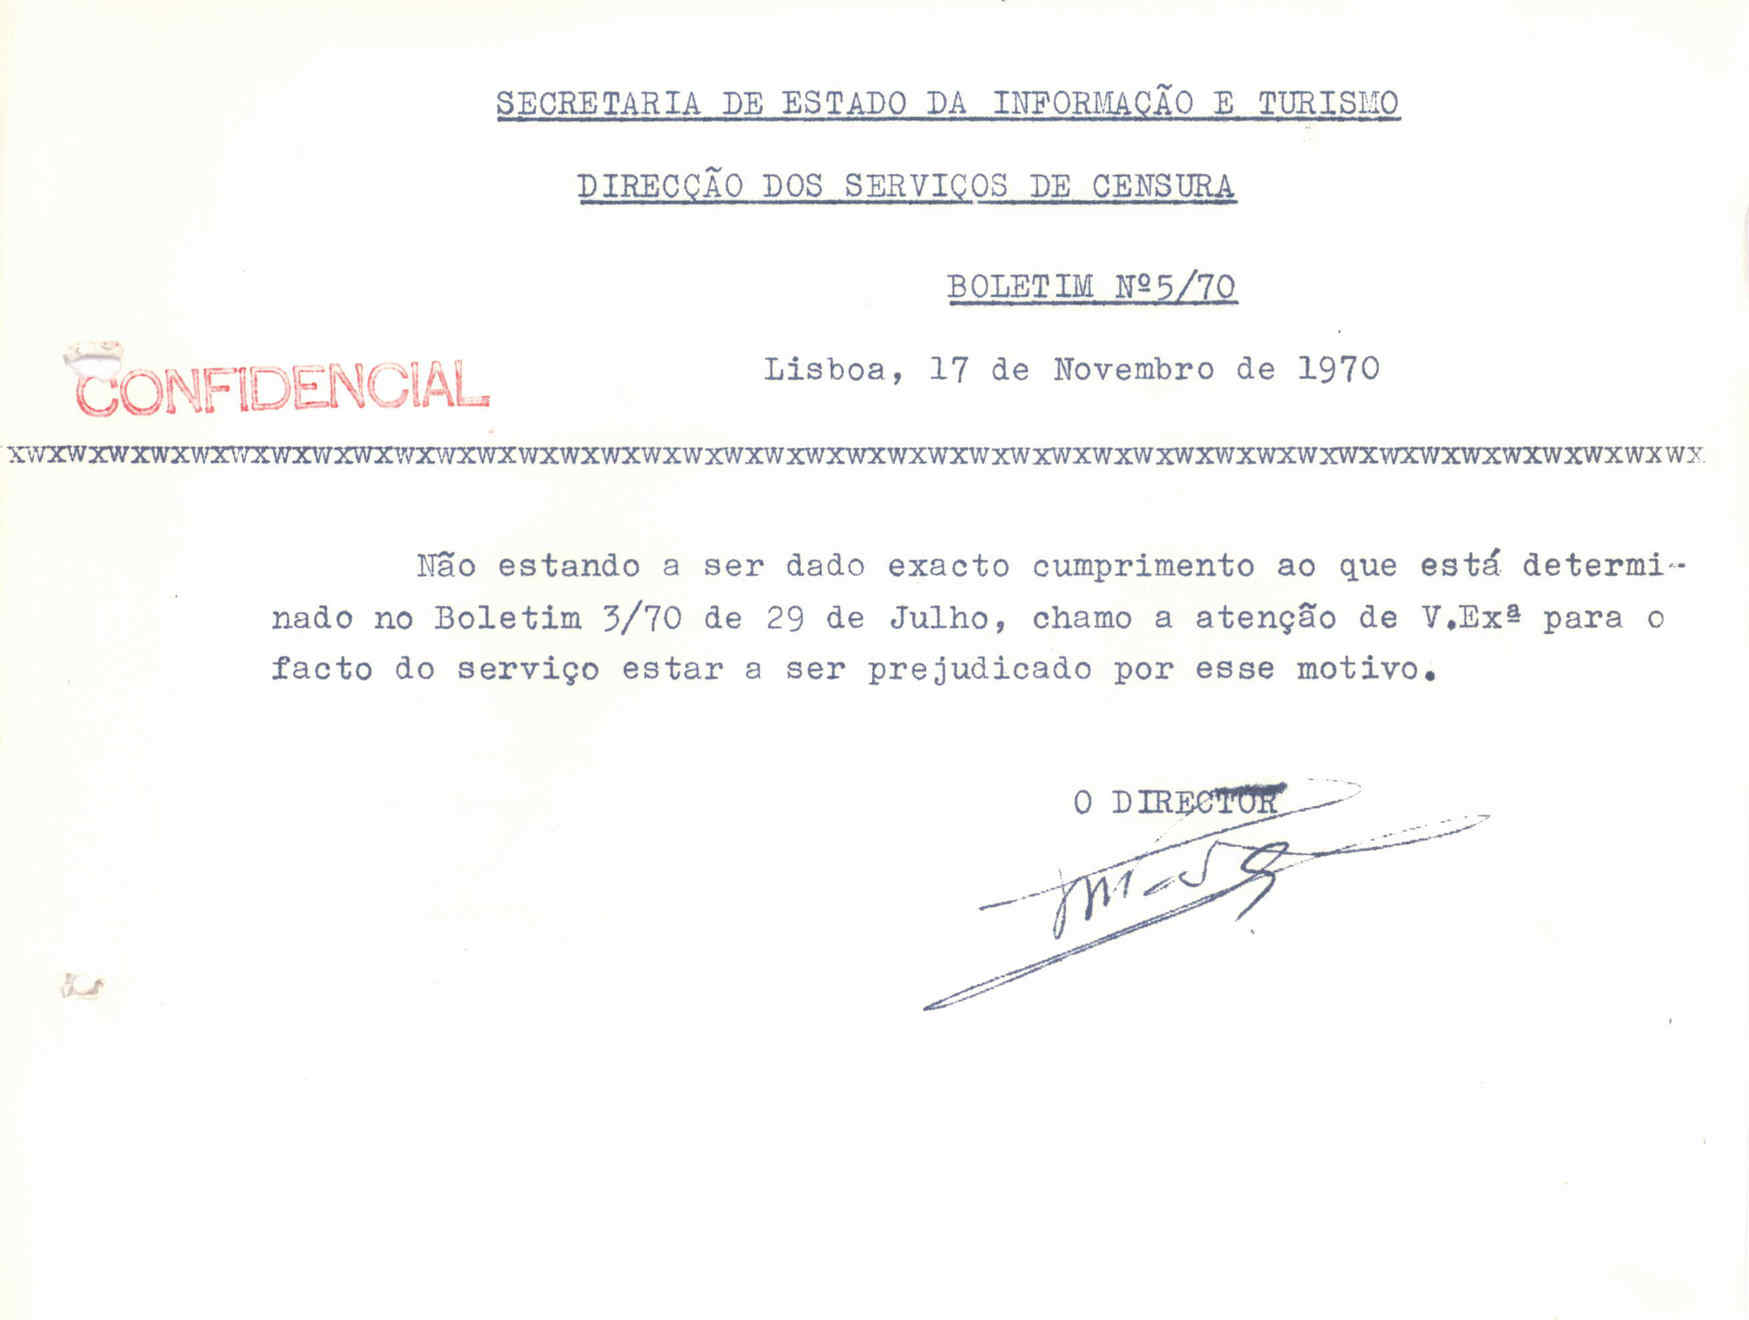 SECRETARIA DE ESTADO DA INFORMAÇÃO E TURISMO
DIRECÇÃO DOS SERVIÇOS DE CENSURA
BOLETIM Nº5/70
CONFIDENCIAL
Lisboa, 17 de Novembro de 1970
XWXWXWXWXWXWXWXWXWXWXWXWXWXWXWXWXWXWXWXWXWXWXWXWXWXWXWXWXWXWXWXWXWXWXWXWXWXWXWXWXWX
Não estando a ser dado exacto cumprimento ao que está determi-
nado no Boletim 3/70 de 29 de Julho, chamo a atenção de V.Exª para o
facto do serviço estar a ser prejudicado por esse motivo.
O DIRECTOR